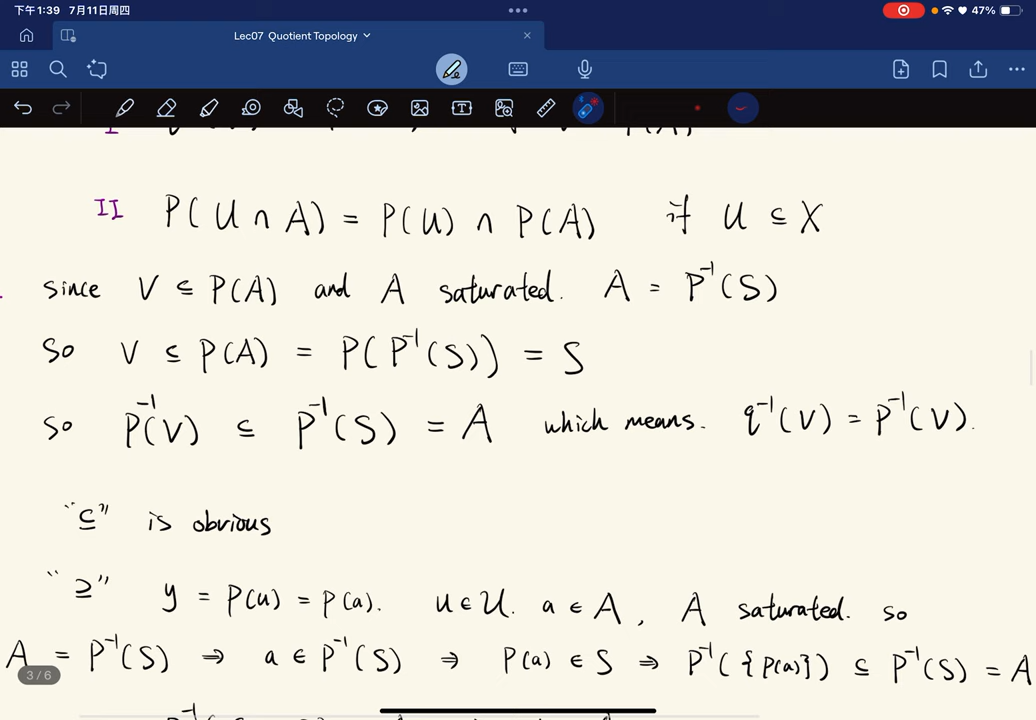 下午1:39 7月11日周四
47%
Lec07 Quotient Topology
II P(U ∩ A) = P(U) ∩ P(A) if U ⊆ X
since V ⊆ P(A) and A saturated. A = P⁻¹(S)
So V ⊆ P(A) = P(P⁻¹(S)) = S
so P⁻¹(V) ⊆ P⁻¹(S) = A which means. q⁻¹(V) = P⁻¹(V).
"⊆" is obvious
"⊇" y = P(u) = P(a). u ∈ U. a ∈ A, A saturated. so
A = P⁻¹(S) ⇒ a ∈ P⁻¹(S) ⇒ P(a) ∈ S ⇒ P⁻¹({P(a)}) ⊆ P⁻¹(S) = A
3 / 6